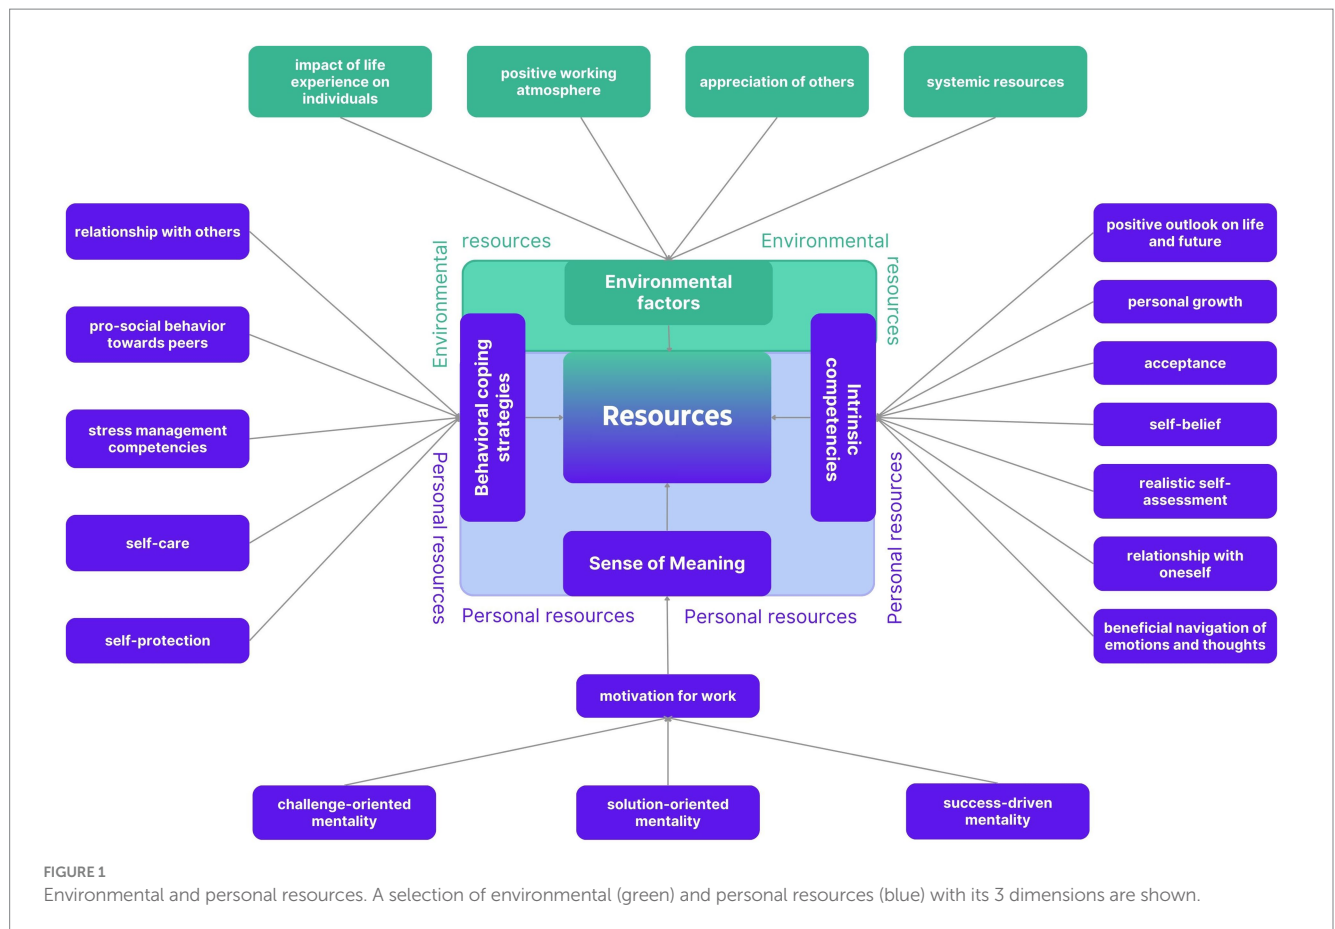 impact of life
experience on
individuals
positive working
atmosphere
appreciation of others
systemic resources
relationship with others
pro-social behavior
towards peers
stress management
competencies
self-care
self-protection
Environmental
resources
Environmental
resources
Environmental
factors
Behavioral coping
strategies
Resources
Intrinsic
competencies
Sense of Meaning
Personal resources
Personal resources
Personal resources
Personal resources
positive outlook on life
and future
personal growth
acceptance
self-belief
realistic self-
assessment
relationship with
oneself
beneficial navigation of
emotions and thoughts
motivation for work
challenge-oriented
mentality
solution-oriented
mentality
success-driven
mentality
FIGURE 1
Environmental and personal resources. A selection of environmental (green) and personal resources (blue) with its 3 dimensions are shown.